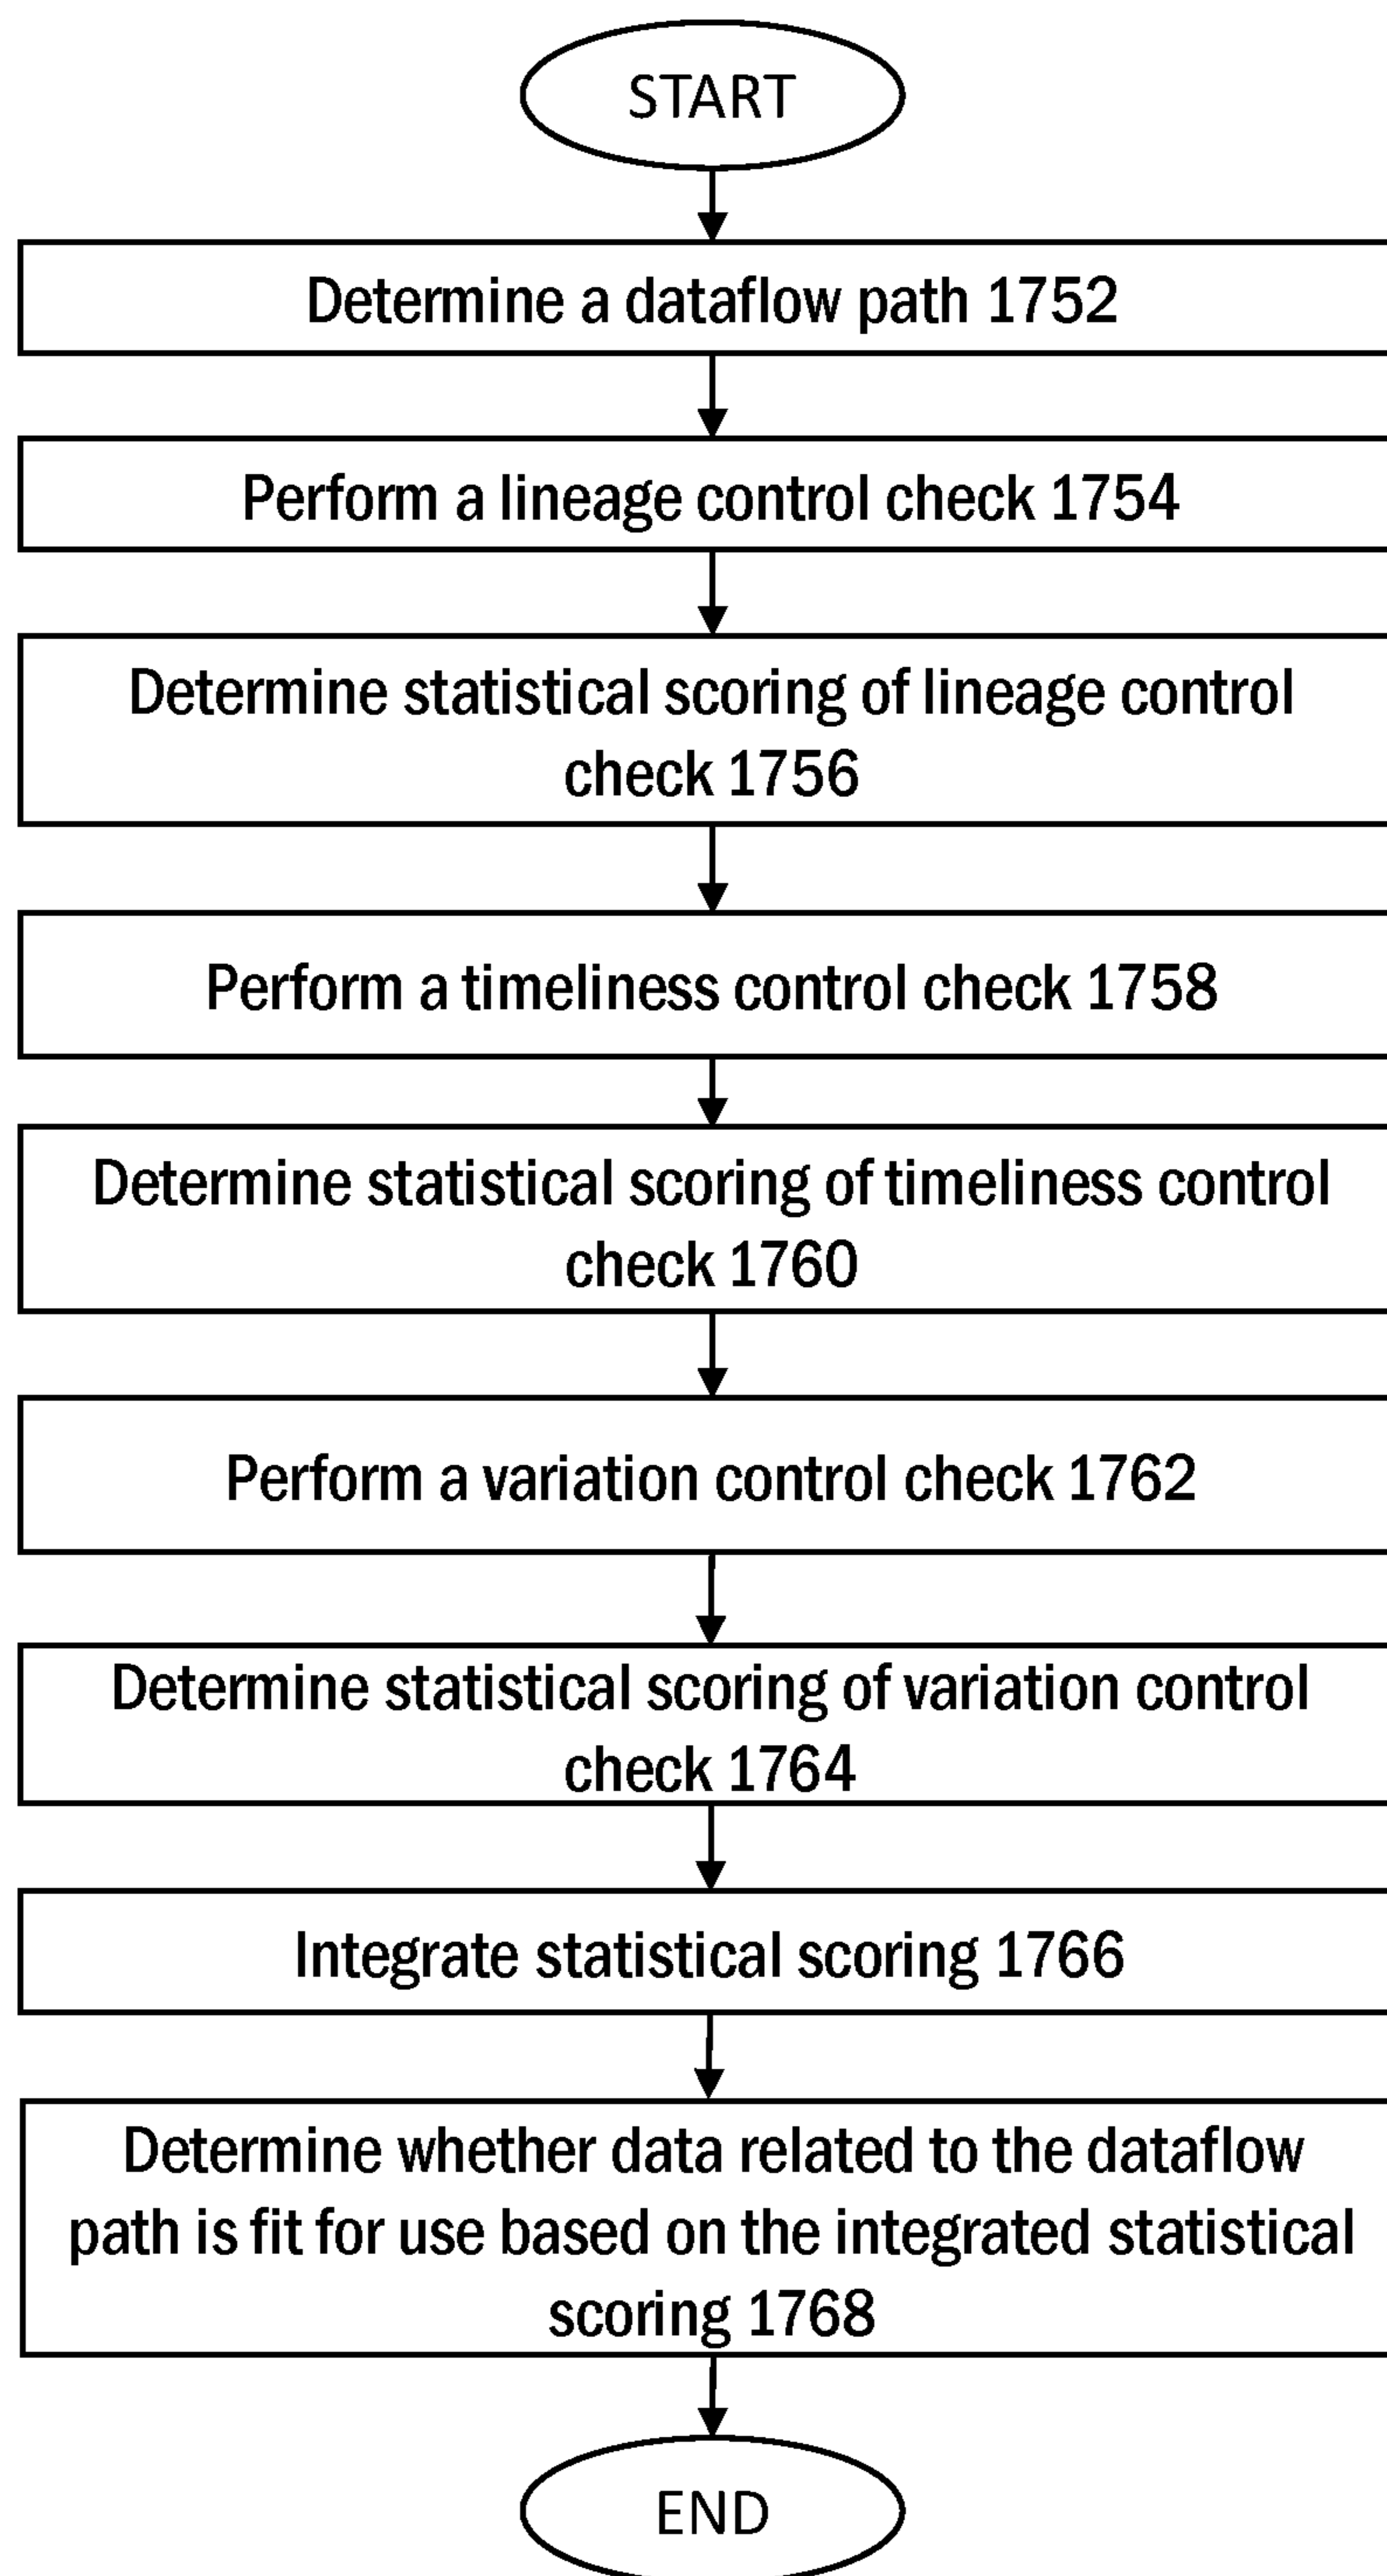 START
Determine a dataflow path 1752
Perform a lineage control check 1754
Determine statistical scoring of lineage control
check 1756
Perform a timeliness control check 1758
Determine statistical scoring of timeliness control
check 1760
Perform a variation control check 1762
Determine statistical scoring of variation control
check 1764
Integrate statistical scoring 1766
Determine whether data related to the dataflow
path is fit for use based on the integrated statistical
scoring 1768
END